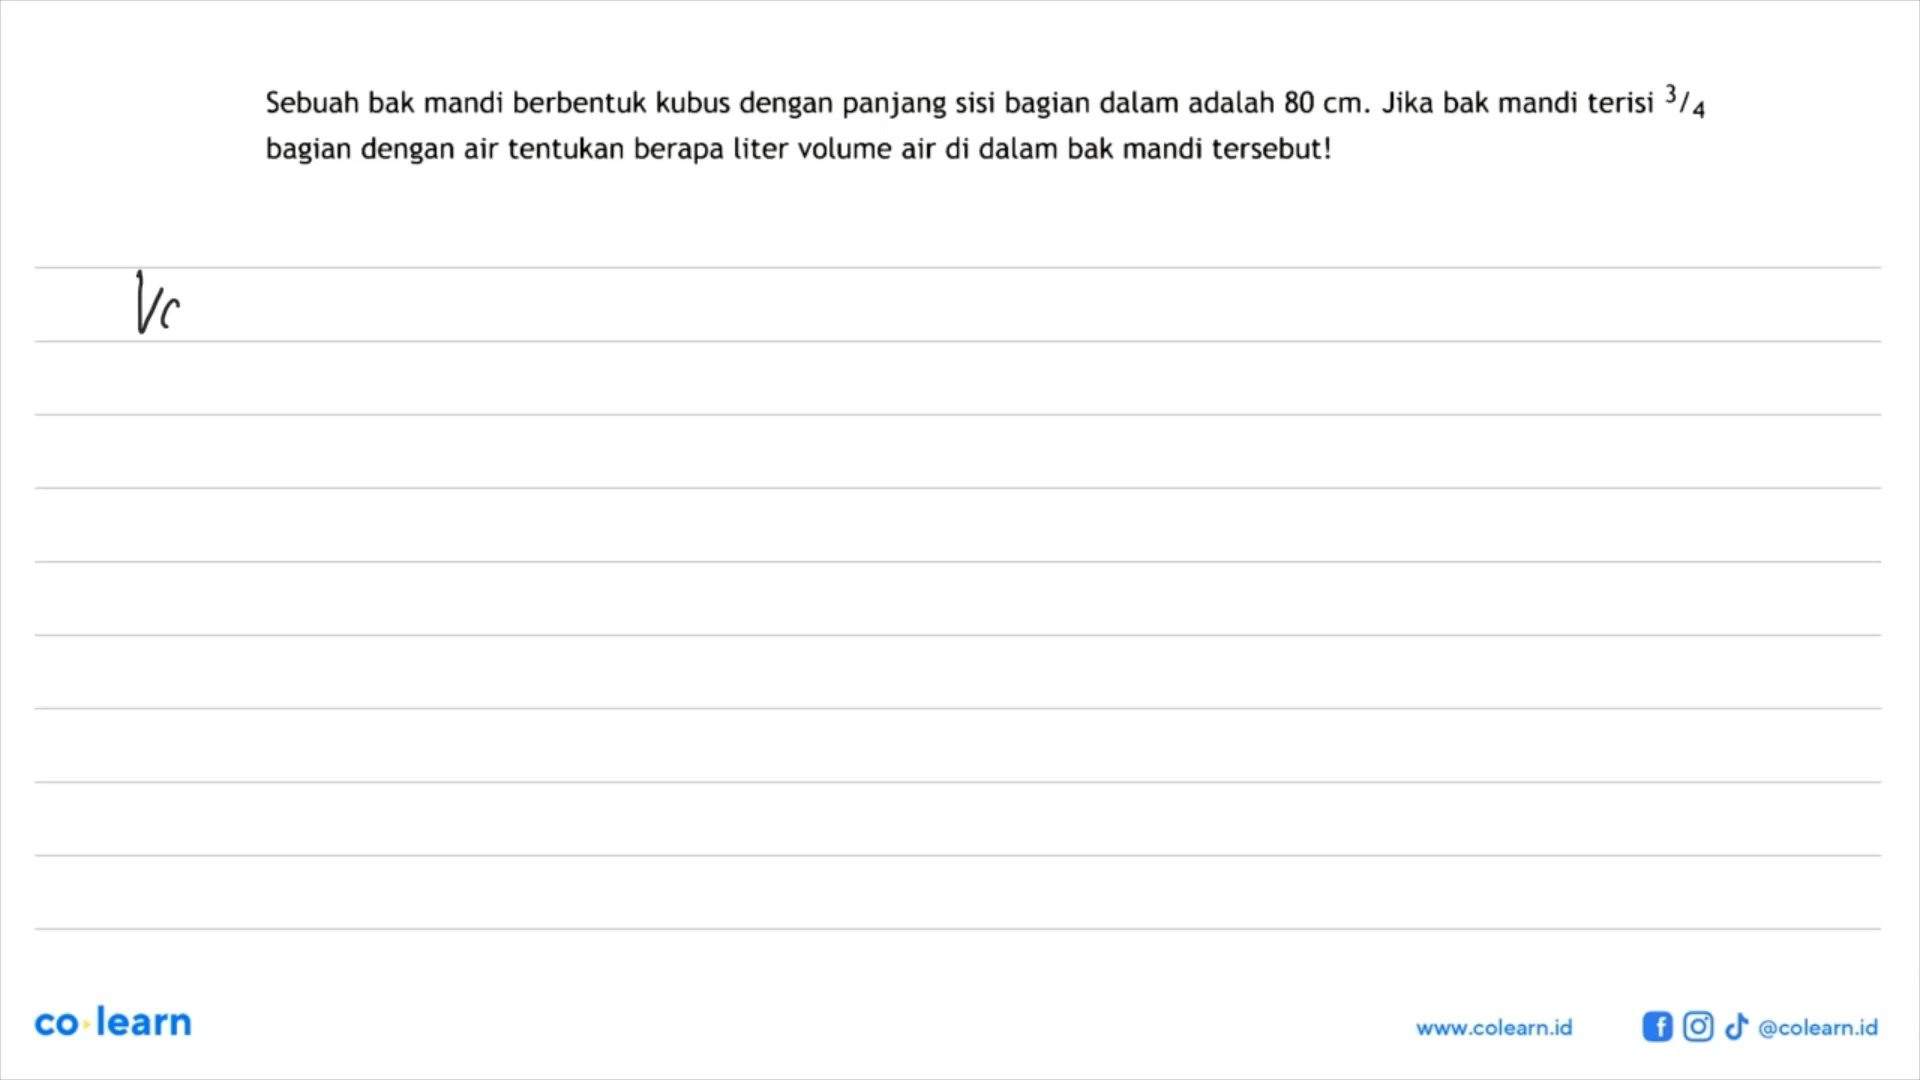 Sebuah bak mandi berbentuk kubus dengan panjang sisi bagian dalam adalah 80 cm. Jika bak mandi terisi 3/4
bagian dengan air tentukan berapa liter volume air di dalam bak mandi tersebut!
co learn
www.colearn.id
@colearn.id